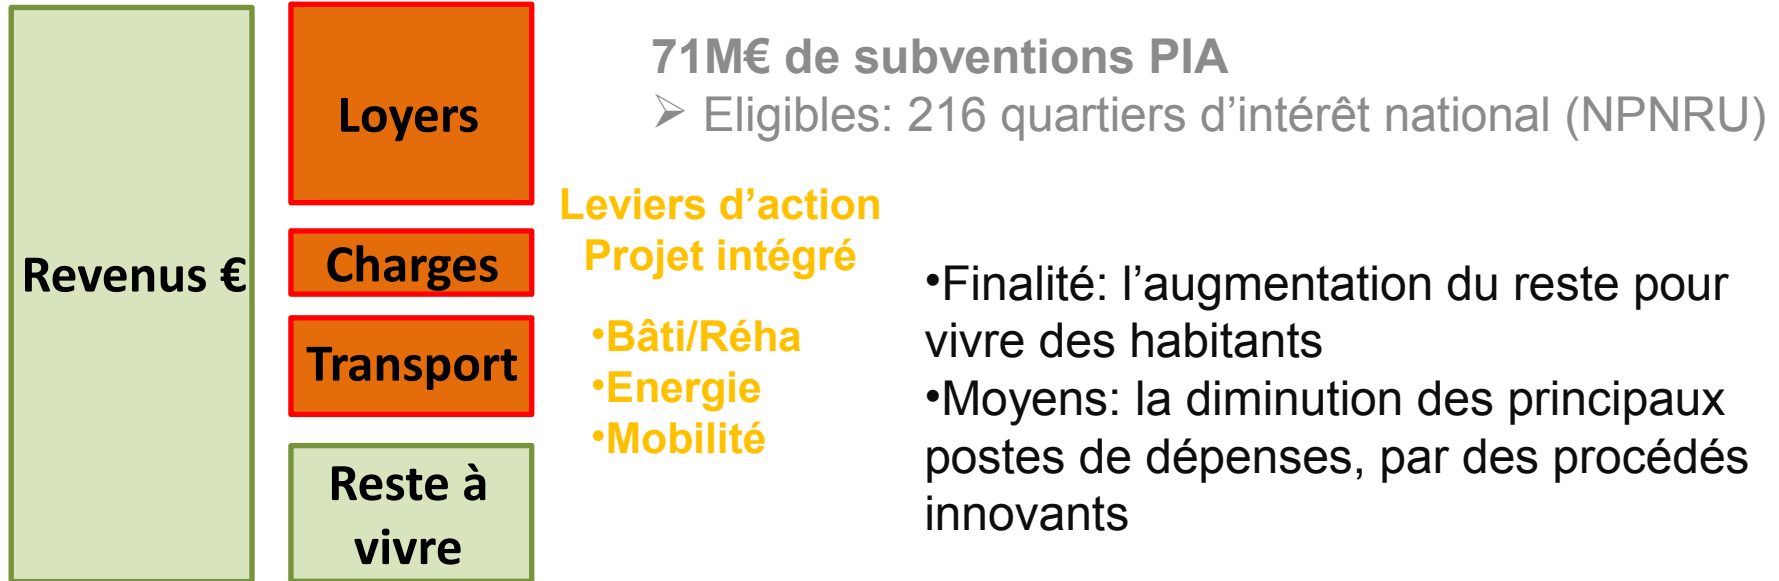 Revenus €
Loyers
Charges
Transport
Reste à
vivre
71M€ de subventions PIA
➢ Eligibles: 216 quartiers d’intérêt national (NPNRU)
Leviers d’action
Projet intégré
•Bâti/Réha
•Energie
•Mobilité
•Finalité: l’augmentation du reste pour
vivre des habitants
•Moyens: la diminution des principaux
postes de dépenses, par des procédés
innovants